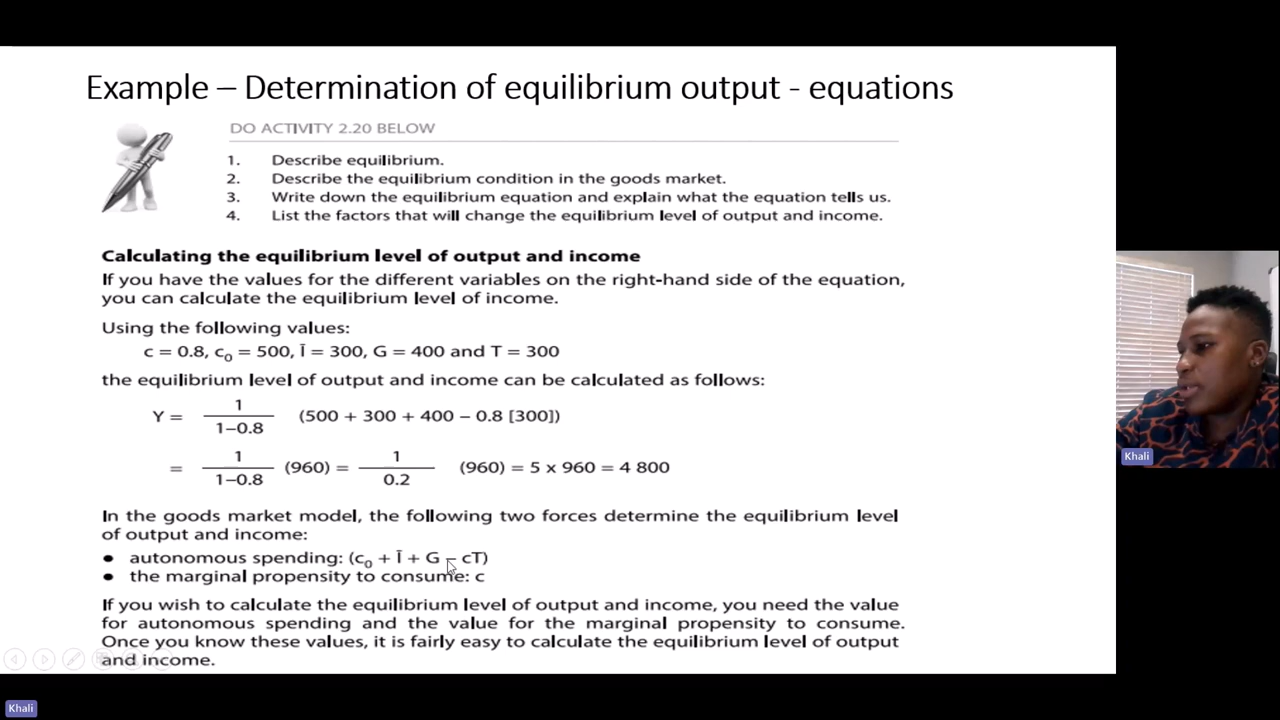 Example – Determination of equilibrium output - equations
DO ACTIVITY 2.20 BELOW
1. Describe equilibrium.
2. Describe the equilibrium condition in the goods market.
3. Write down the equilibrium equation and explain what the equation tells us.
4. List the factors that will change the equilibrium level of output and income.
Calculating the equilibrium level of output and income
If you have the values for the different variables on the right-hand side of the equation,
you can calculate the equilibrium level of income.
Using the following values:
c = 0.8, c₀ = 500, Ī = 300, G = 400 and T = 300
the equilibrium level of output and income can be calculated as follows:
Y = 1/1–0.8 (500 + 300 + 400 – 0.8 [300])
= 1/1–0.8 (960) = 1/0.2 (960) = 5 x 960 = 4 800
In the goods market model, the following two forces determine the equilibrium level
of output and income:
• autonomous spending: (c₀ + Ī + G – cT)
• the marginal propensity to consume: c
If you wish to calculate the equilibrium level of output and income, you need the value
for autonomous spending and the value for the marginal propensity to consume.
Once you know these values, it is fairly easy to calculate the equilibrium level of output
and income.
Khali
Khali